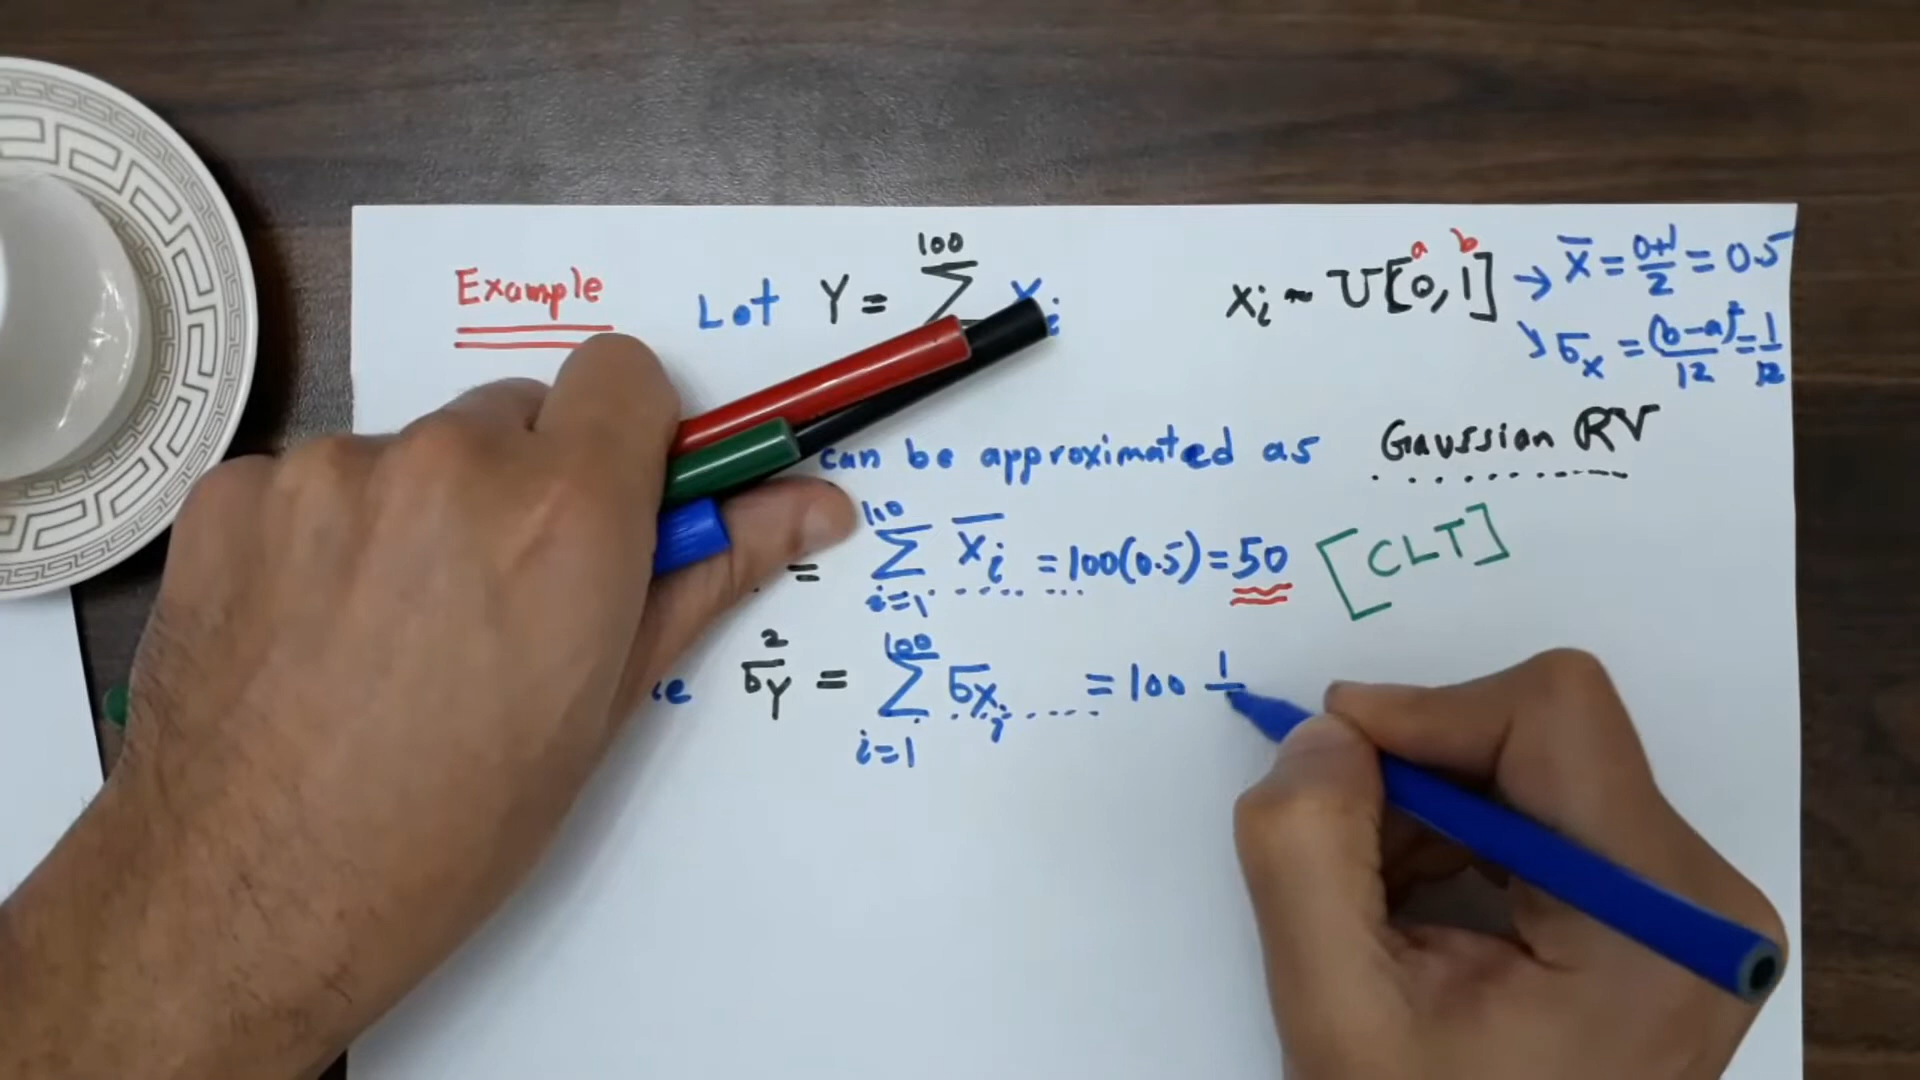 Example Let Y = 100 Σ Xᵢ
Xᵢ ~ U[0,1] → X̄ = 0+1/2 = 0.5
a b
↘ σx = (b-a)²/12 = 1/12
can be approximated as Gaussian RV
= 100 Σ i=1 X̄ᵢ = 100(0.5) = 50 [CLT]
σ²Y = 100 Σ i=1 σXᵢ = 100 1